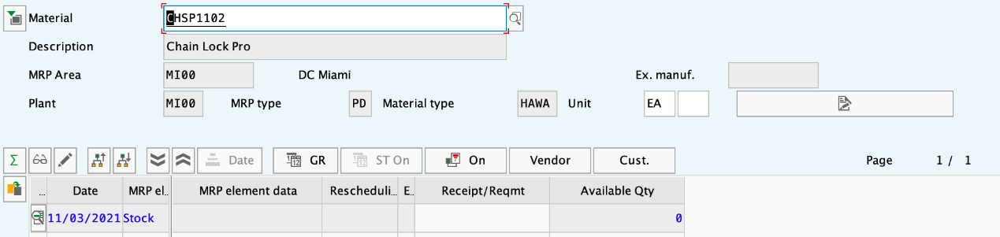 Material CHSP1102
Description Chain Lock Pro
MRP Area MI00 DC Miami Ex. manuf.
Plant MI00 MRP type PD Material type HAWA Unit EA
Σ Date GR ST On On Vendor Cust. Page 1 / 1
... Date MRP el.. MRP element data Rescheduli... E.. Receipt/Reqmt Available Qty
11/03/2021 Stock 0